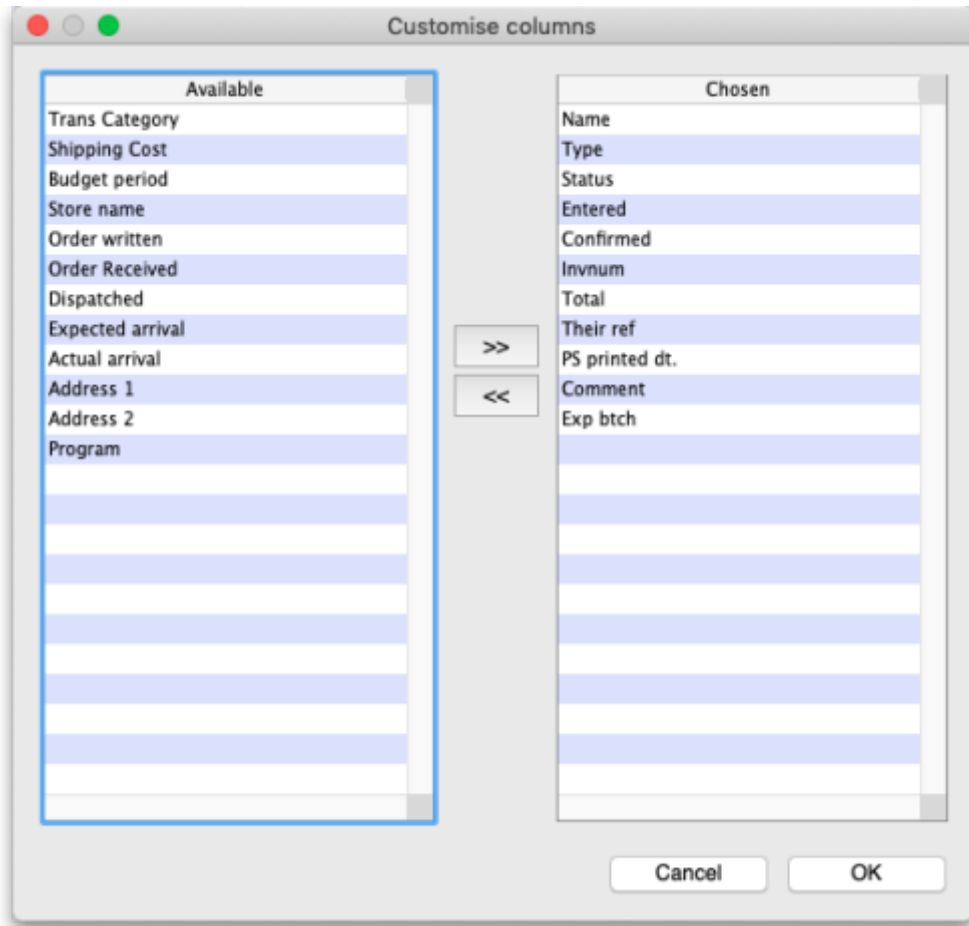 Customise columns
Available
Trans Category
Shipping Cost
Budget period
Store name
Order written
Order Received
Dispatched
Expected arrival
Actual arrival
Address 1
Address 2
Program
>>
<<
Chosen
Name
Type
Status
Entered
Confirmed
Invnum
Total
Their ref
PS printed dt.
Comment
Exp btch
Cancel
OK